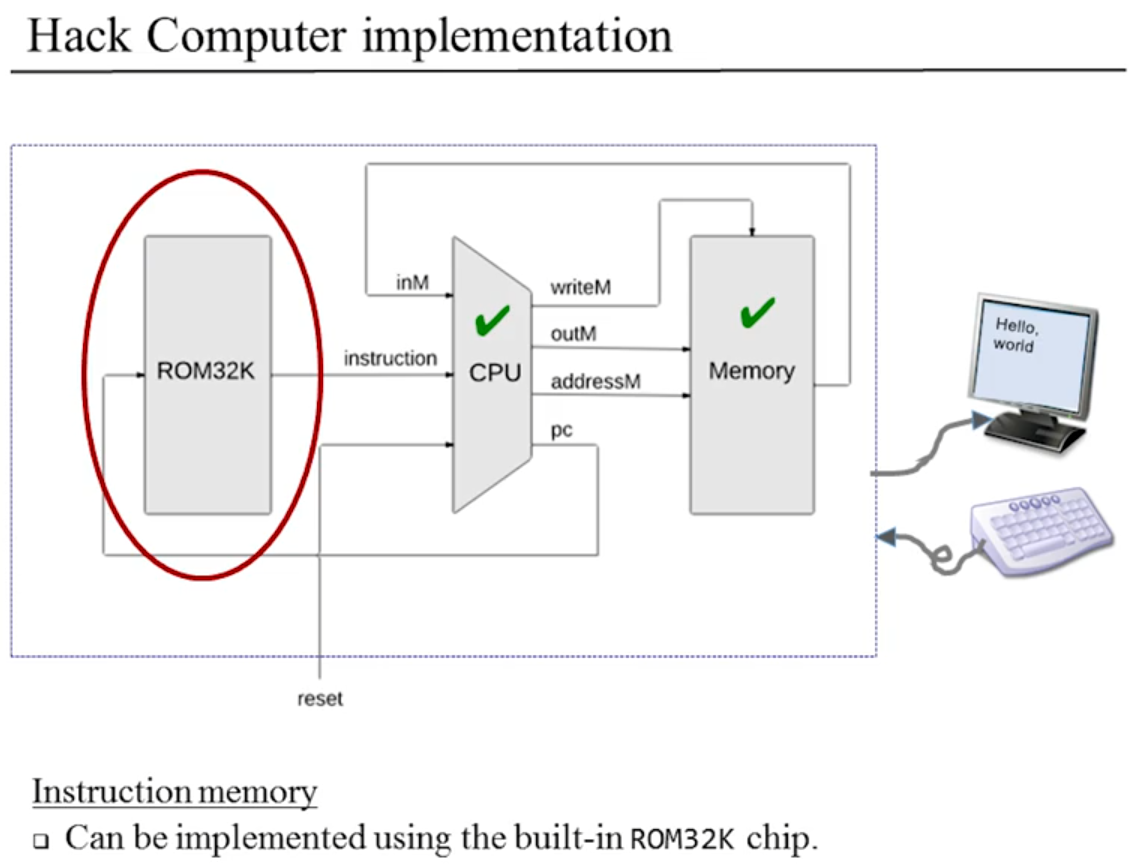 Hack Computer implementation
inM
writeM
outM
instruction
ROM32K
CPU
addressM
Memory
pc
Hello,
world
reset
Instruction memory
Can be implemented using the built-in ROM32K chip.